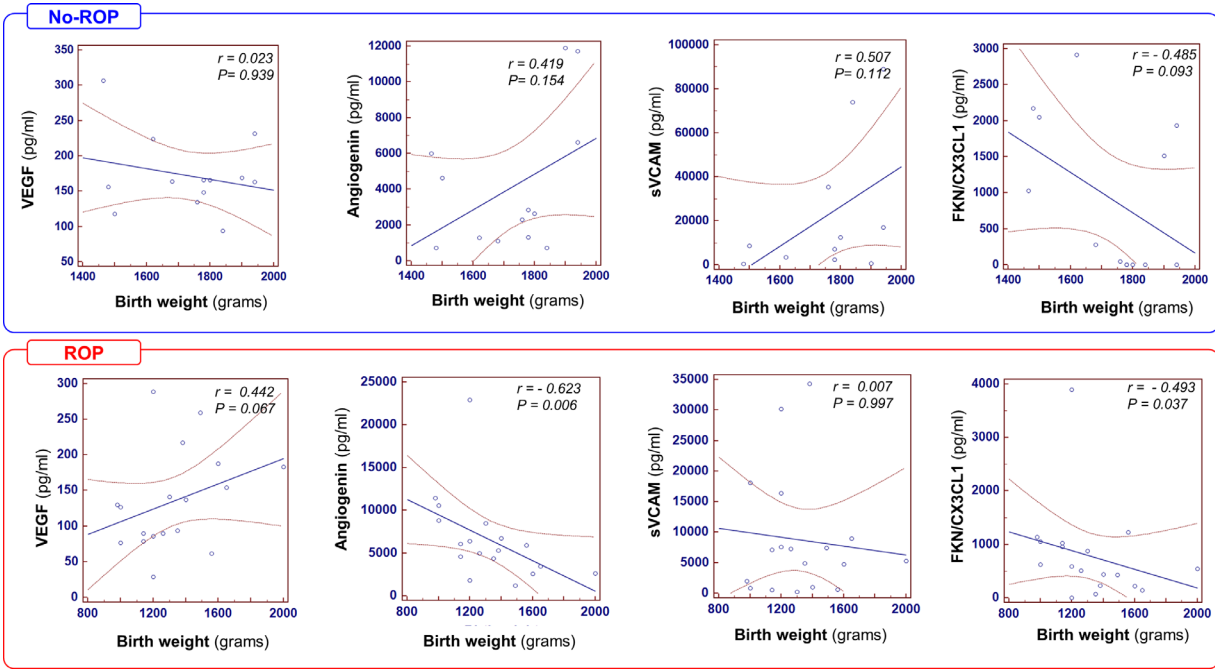 No-ROP
VEGF (pg/ml)
350
300
250
200
150
100
50
r = 0.023
P= 0.939
1400 1600 1800 2000
Birth weight (grams)
Angiogenin (pg/ml)
12000
10000
8000
6000
4000
2000
0
r = 0.419
P= 0.154
1400 1600 1800 2000
Birth weight (grams)
sVCAM (pg/ml)
100000
80000
60000
40000
20000
0
r = 0.507
P = 0.112
1400 1600 1800 2000
Birth weight (grams)
FKN/CX3CL1 (pg/ml)
3000
2500
2000
1500
1000
500
0
r = - 0.485
P = 0.093
1400 1600 1800 2000
Birth weight (grams)
ROP
VEGF (pg/ml)
300
250
200
150
100
50
0
r = 0.442
P = 0.067
800 1200 1600 2000
Birth weight (grams)
Angiogenin (pg/ml)
25000
20000
15000
10000
5000
0
r = - 0.623
P = 0.006
800 1200 1600 2000
Birth weight (grams)
sVCAM (pg/ml)
35000
30000
25000
20000
15000
10000
5000
0
r = 0.007
P = 0.997
800 1200 1600 2000
Birth weight (grams)
FKN/CX3CL1 (pg/ml)
4000
3000
2000
1000
0
r = - 0.493
P = 0.037
800 1200 1600 2000
Birth weight (grams)